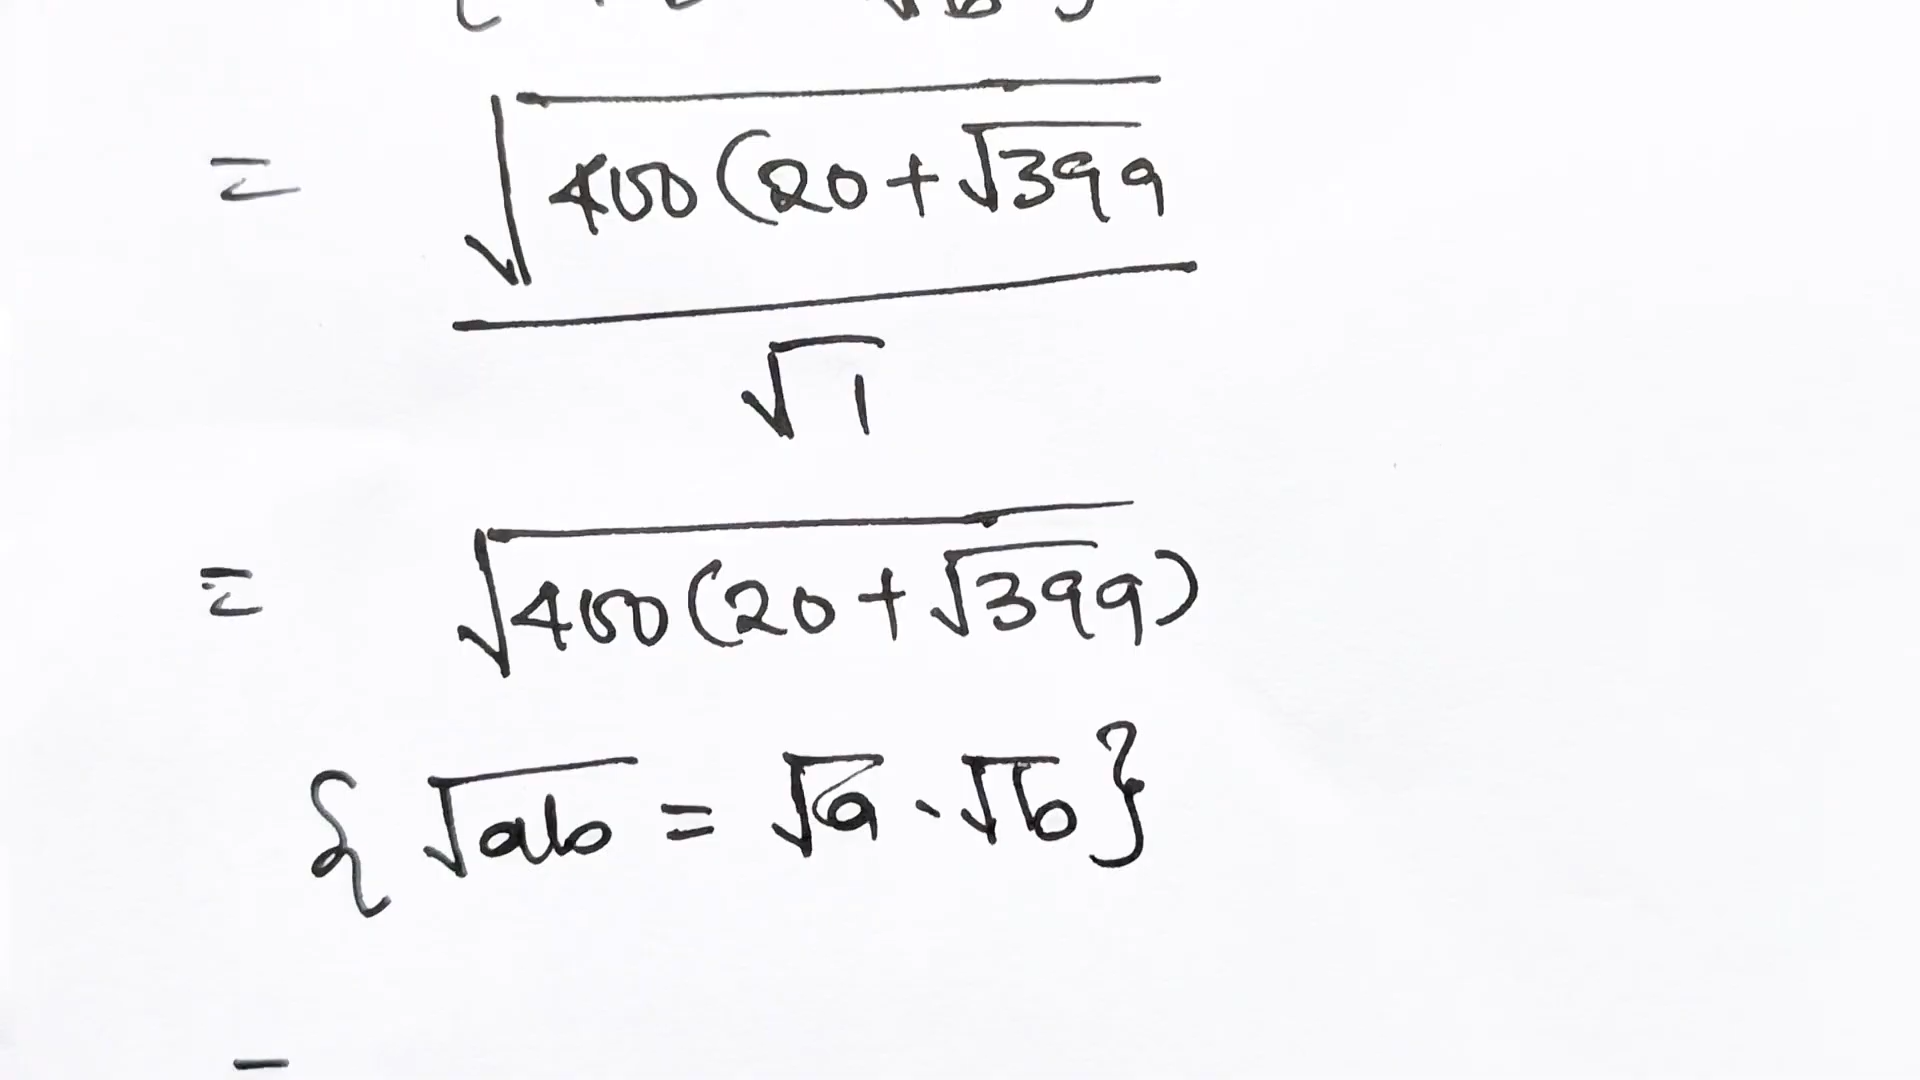 = √400(20+√399
√1
= √400(20+√399)
{ √ab = √a · √b }